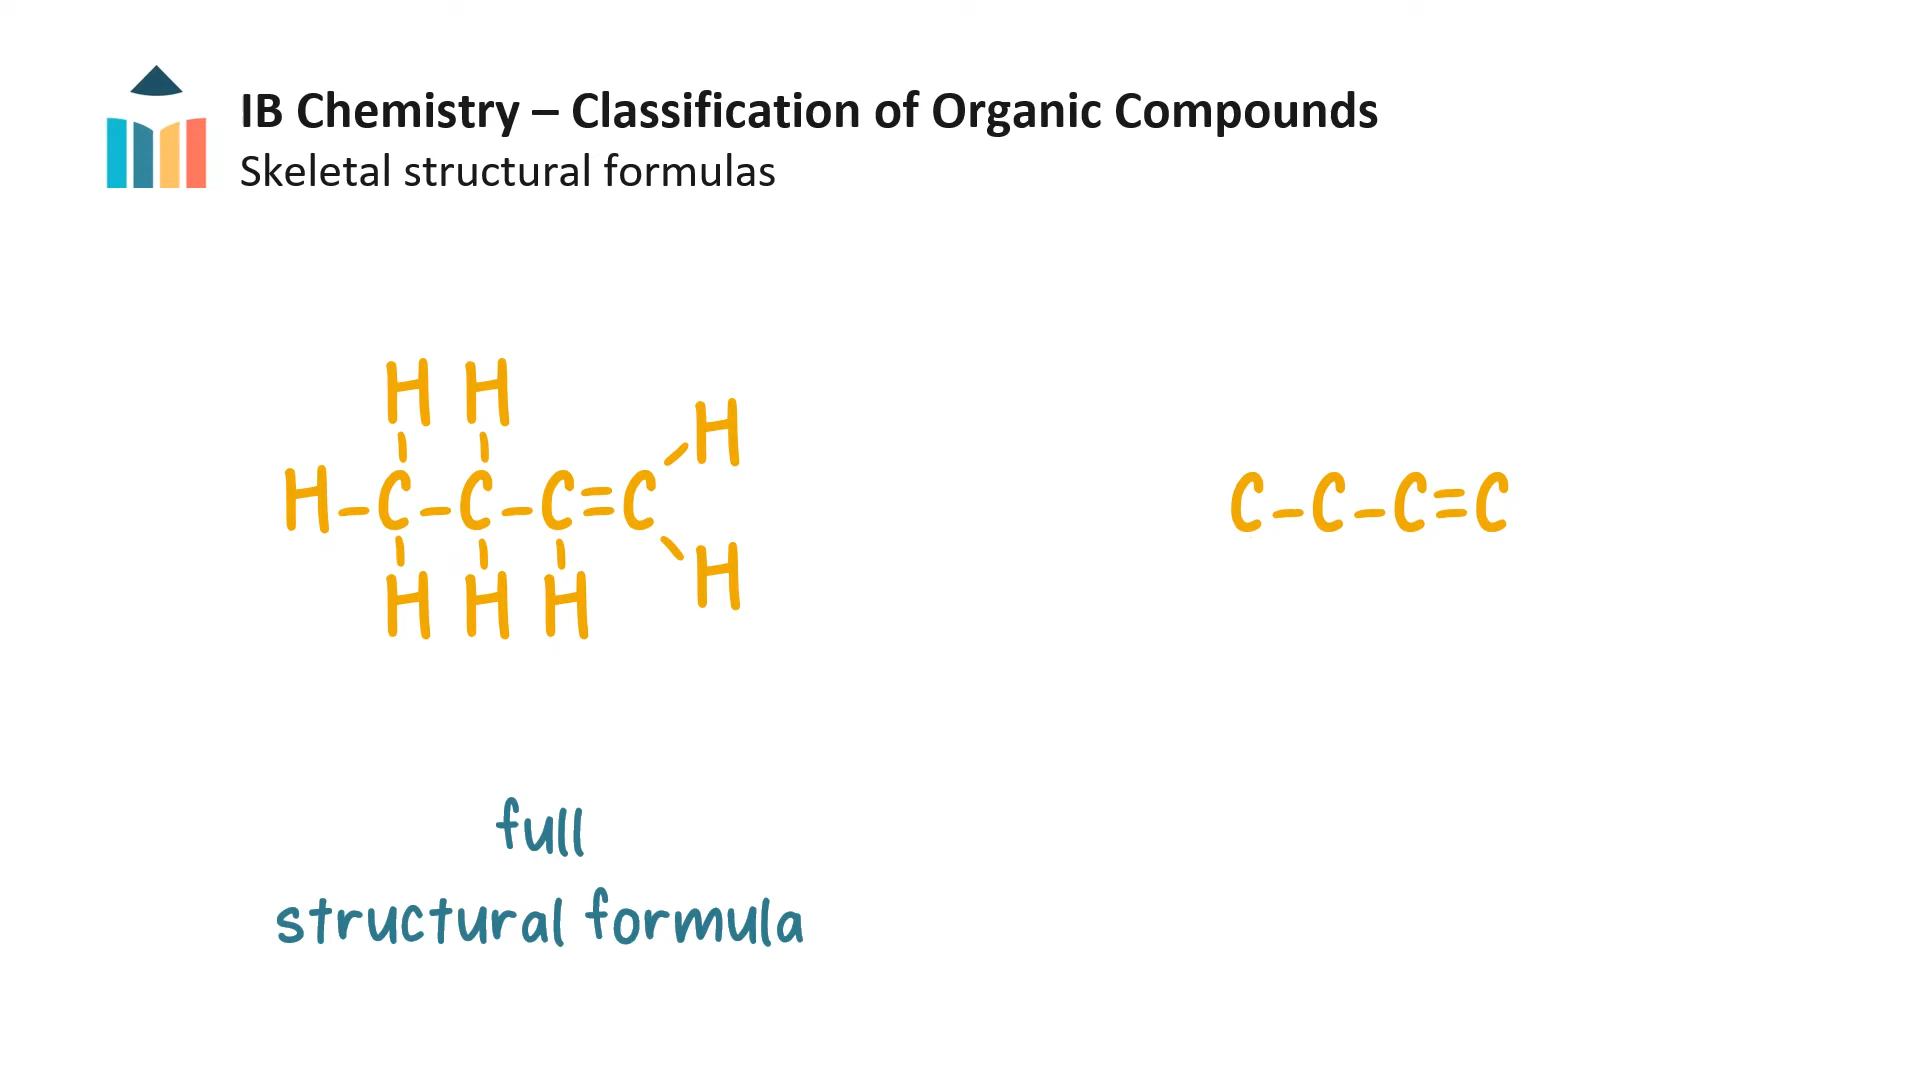 IB Chemistry – Classification of Organic Compounds
Skeletal structural formulas
H H
H
H–C–C–C=C
C–C–C=C
H
H H H
full
structural formula